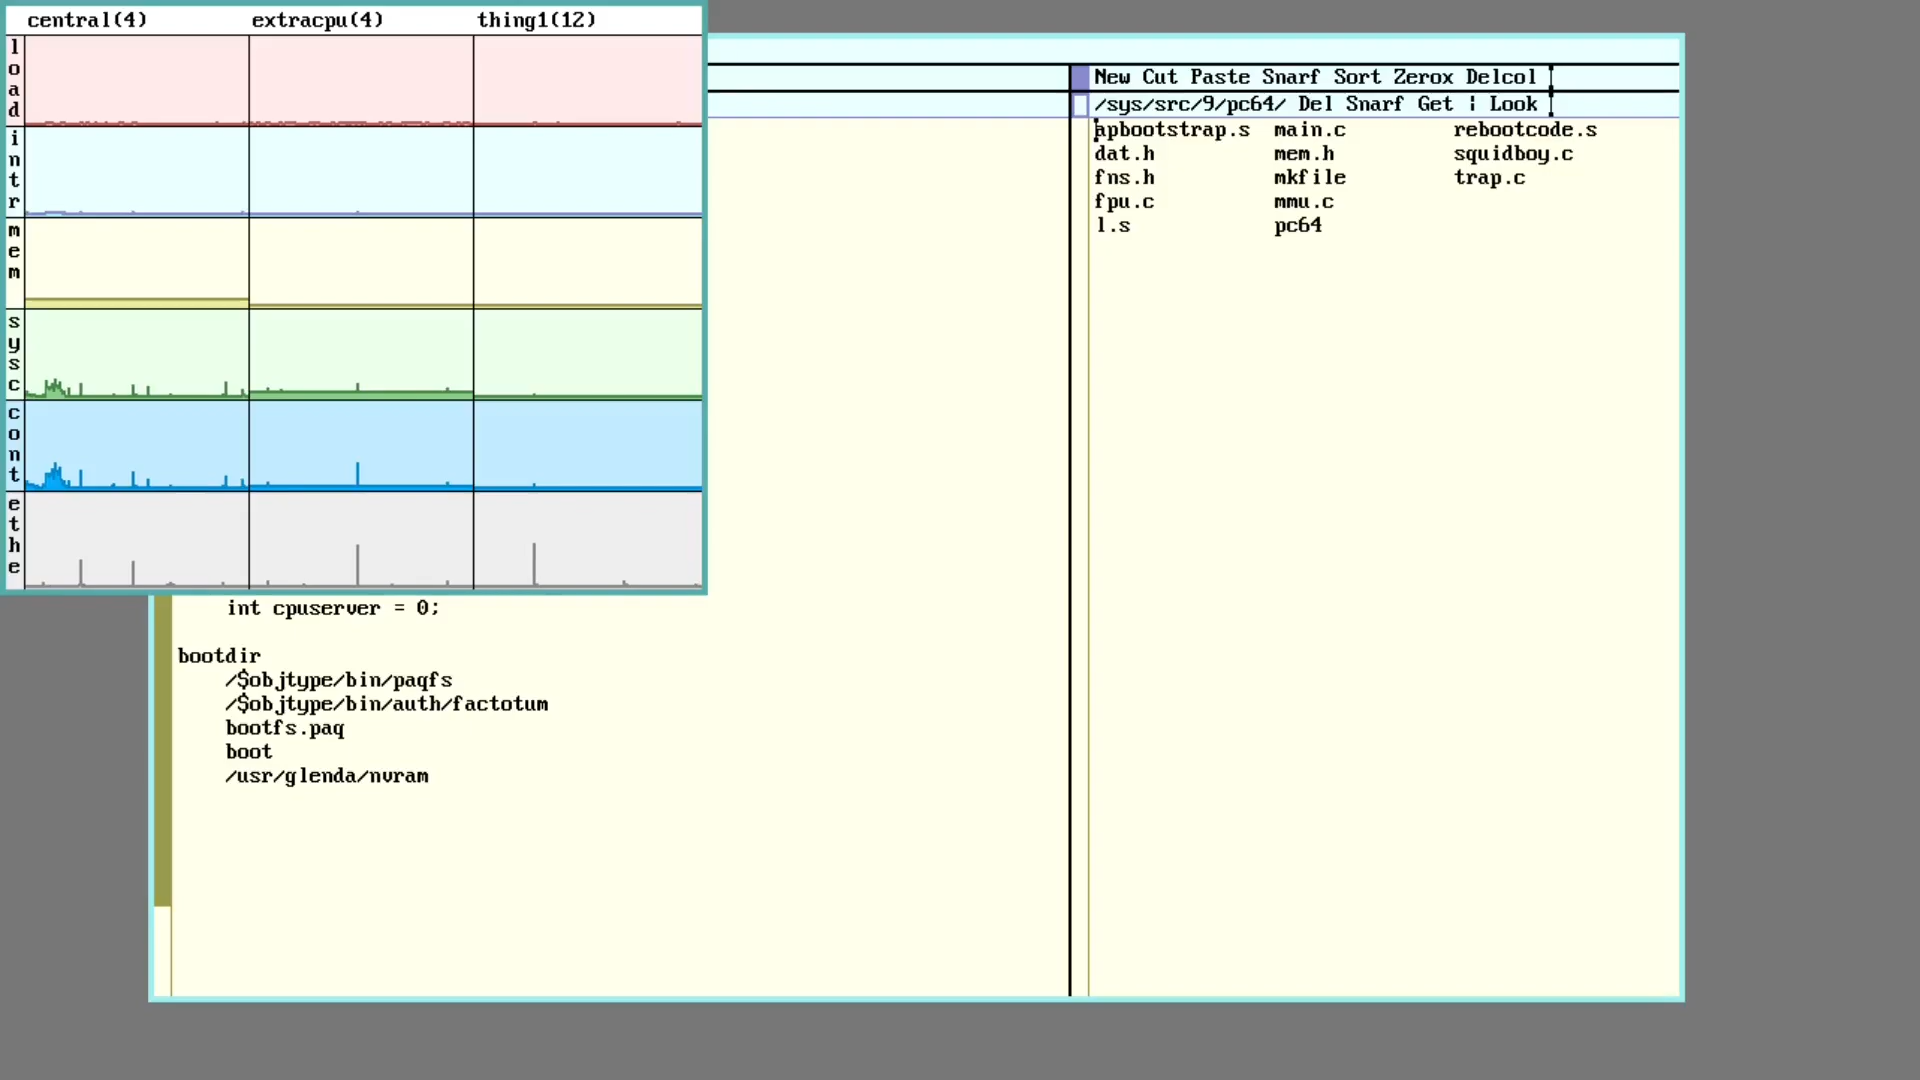 central(4) extracpu(4) thing1(12)
load
intr
mem
sysc
cont
ethe
New Cut Paste Snarf Sort Zerox Delcol
/sys/src/9/pc64/ Del Snarf Get | Look
apbootstrap.s main.c rebootcode.s
dat.h mem.h squidboy.c
fns.h mkfile trap.c
fpu.c mmu.c
l.s pc64
int cpuserver = 0;
bootdir
/$objtype/bin/paqfs
/$objtype/bin/auth/factotum
bootfs.paq
boot
/usr/glenda/nvram